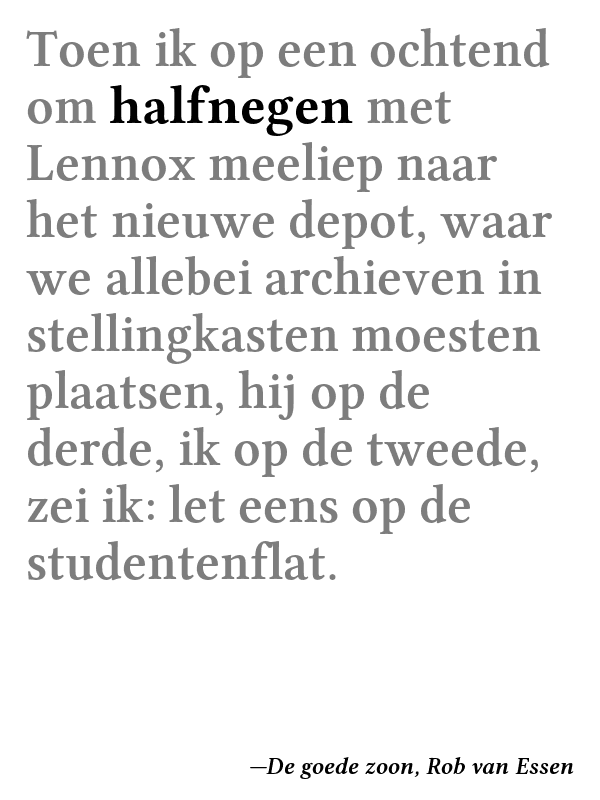 Toen ik op een ochtend
om halfnegen met
Lennox meeliep naar
het nieuwe depot, waar
we allebei archieven in
stellingkasten moesten
plaatsen, hij op de
derde, ik op de tweede,
zei ik: let eens op de
studentenflat.
—De goede zoon, Rob van Essen